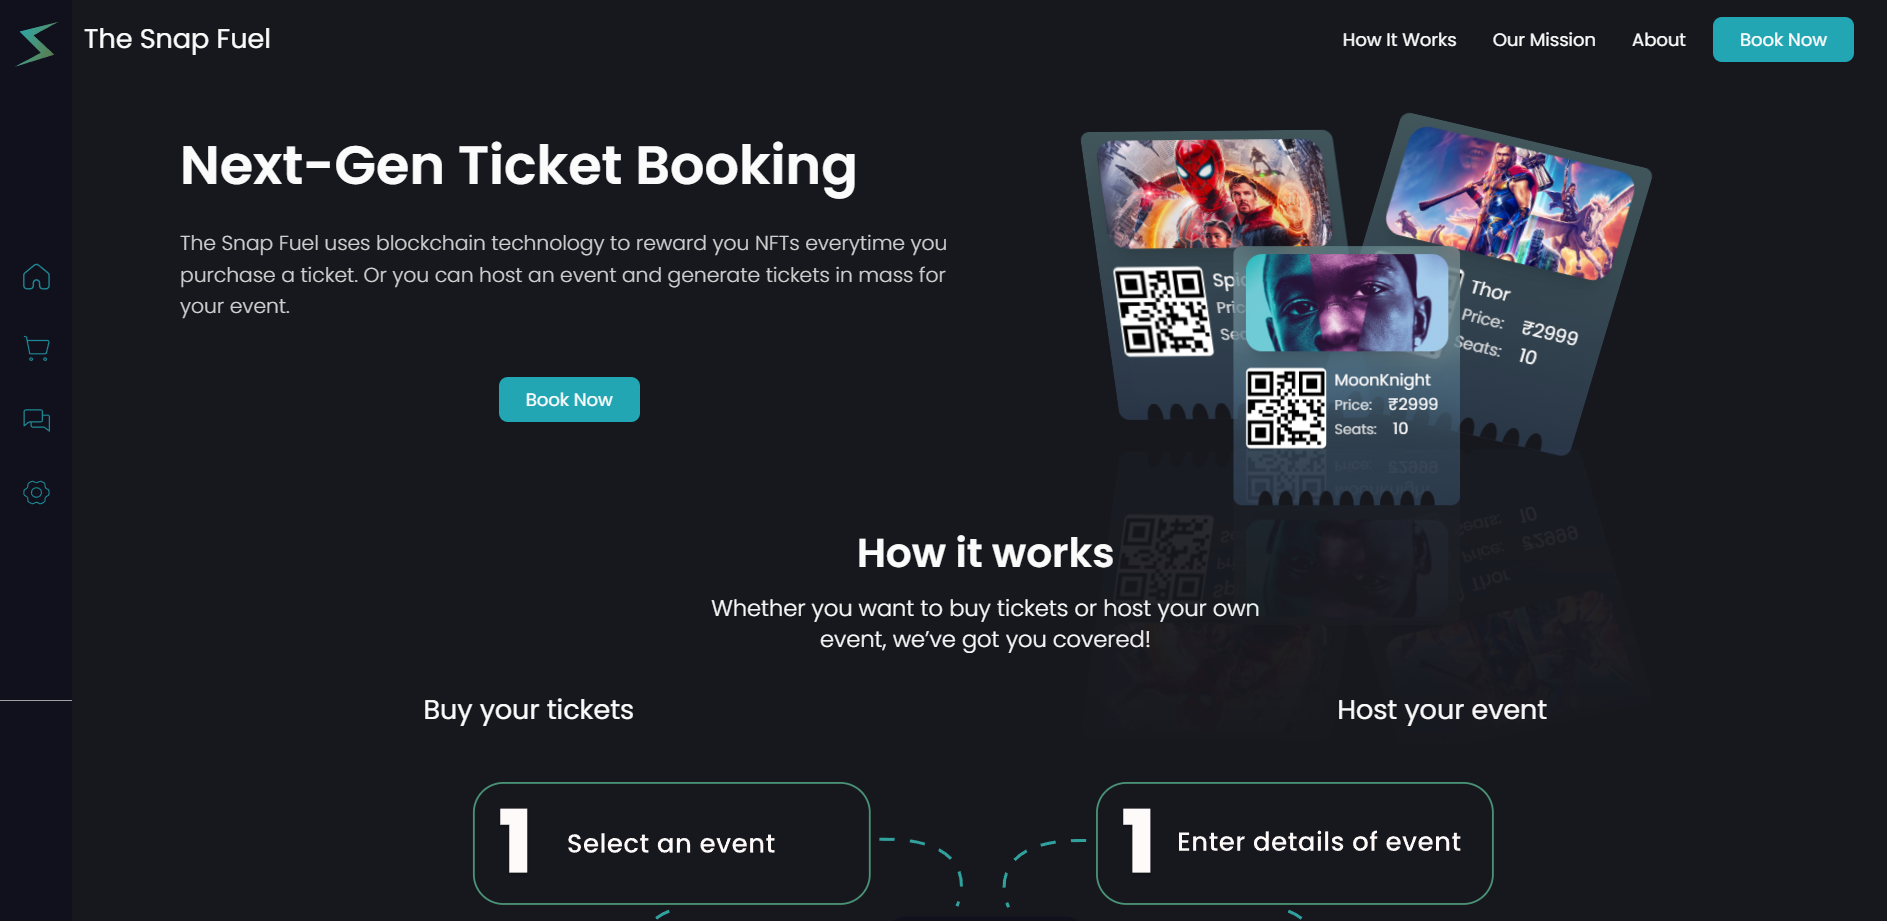 The Snap Fuel
How It Works
Our Mission
About
Book Now
Next-Gen Ticket Booking
The Snap Fuel uses blockchain technology to reward you NFTs everytime you
purchase a ticket. Or you can host an event and generate tickets in mass for
your event.
Book Now
Thor
Price: ₹2999
Seats: 10
MoonKnight
Price: ₹2999
Seats: 10
How it works
Whether you want to buy tickets or host your own
event, we’ve got you covered!
Buy your tickets
Host your event
1 Select an event
1 Enter details of event